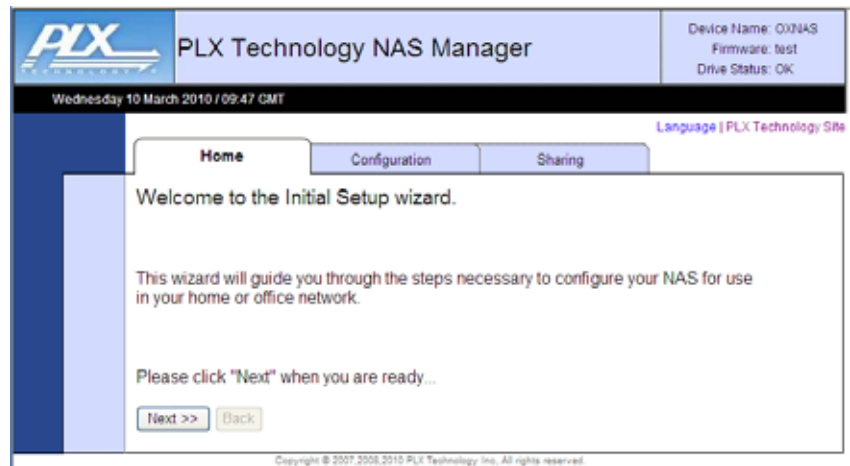 PLX
TECHNOLOGY
PLX Technology NAS Manager
Device Name: OXNAS
Firmware: test
Drive Status: OK
Wednesday 10 March 2010 / 09:47 GMT
Language | PLX Technology Site
Home
Configuration
Sharing
Welcome to the Initial Setup wizard.
This wizard will guide you through the steps necessary to configure your NAS for use
in your home or office network.
Please click "Next" when you are ready...
Next >>
Back
Copyright © 2007,2008,2010 PLX Technology Inc, All rights reserved.